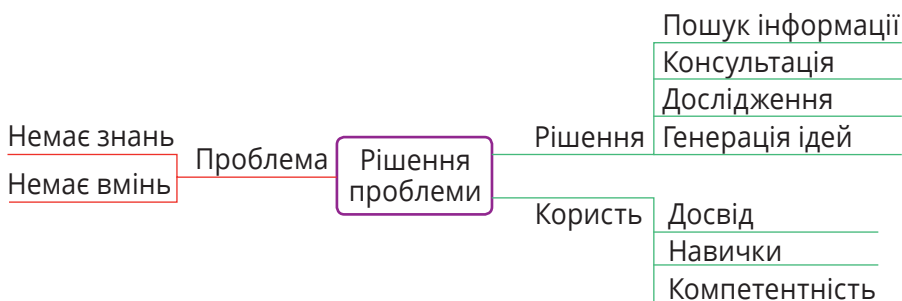 Пошук інформації
Консультація
Дослідження
Генерація ідей
Рішення
Немає знань
Немає вмінь
Проблема
Рішення
проблеми
Користь
Досвід
Навички
Компетентність